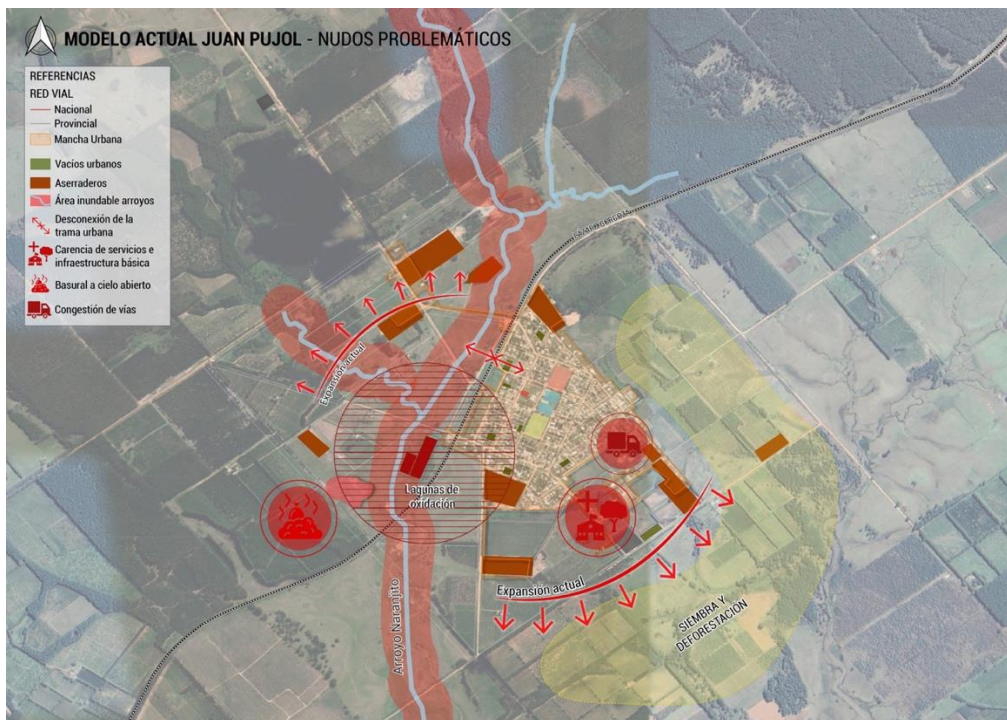 MODELO ACTUAL JUAN PUJOL - NUDOS PROBLEMÁTICOS
REFERENCIAS
RED VIAL
Nacional
Provincial
Mancha Urbana
Vacíos urbanos
Aserraderos
Área inundable arroyos
Desconexión de la
trama urbana
Carencia de servicios e
infraestructura básica
Basural a cielo abierto
Congestión de vías
Expansión actual
Lagunas de
oxidación
Arroyo Naranjito
Expansión actual
SIEMBRA Y
DEFORESTACIÓN